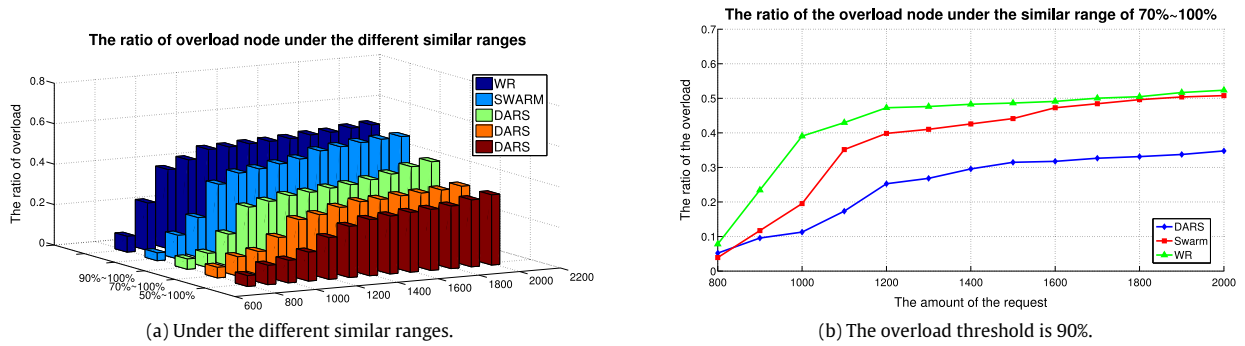 The ratio of overload node under the different similar ranges
The ratio of overload
0.8
0.6
0.4
0.2
0
WR
SWARM
DARS
DARS
DARS
90%~100%
70%~100%
50%~100%
600
800
1000
1200
1400
1600
1800
2000
2200
(a) Under the different similar ranges.
The ratio of the overload node under the similar range of 70%~100%
The ratio of the overload
0.7
0.6
0.5
0.4
0.3
0.2
0.1
0
DARS
Swarm
WR
800
1000
1200
1400
1600
1800
2000
The amount of the request
(b) The overload threshold is 90%.